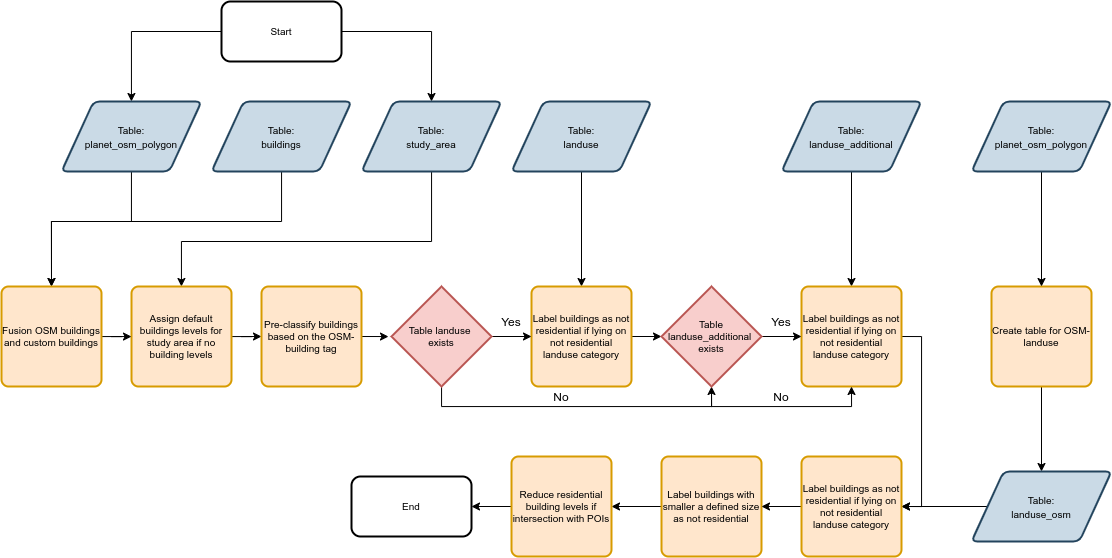 Start
Table:
planet_osm_polygon
Table:
buildings
Table:
study_area
Table:
landuse
Table:
landuse_additional
Table:
planet_osm_polygon
Fusion OSM buildings
and custom buildings
Assign default
buildings levels for
study area if no
building levels
Pre-classify buildings
based on the OSM-
building tag
Table landuse
exists
Yes
Label buildings as not
residential if lying on
not residential
landuse category
Table
landuse_additional
exists
Yes
Label buildings as not
residential if lying on
not residential
landuse category
Create table for OSM-
landuse
No
No
End
Reduce residential
building levels if
intersection with POIs
Label buildings with
smaller a defined size
as not residential
Label buildings as not
residential if lying on
not residential
landuse category
Table:
landuse_osm